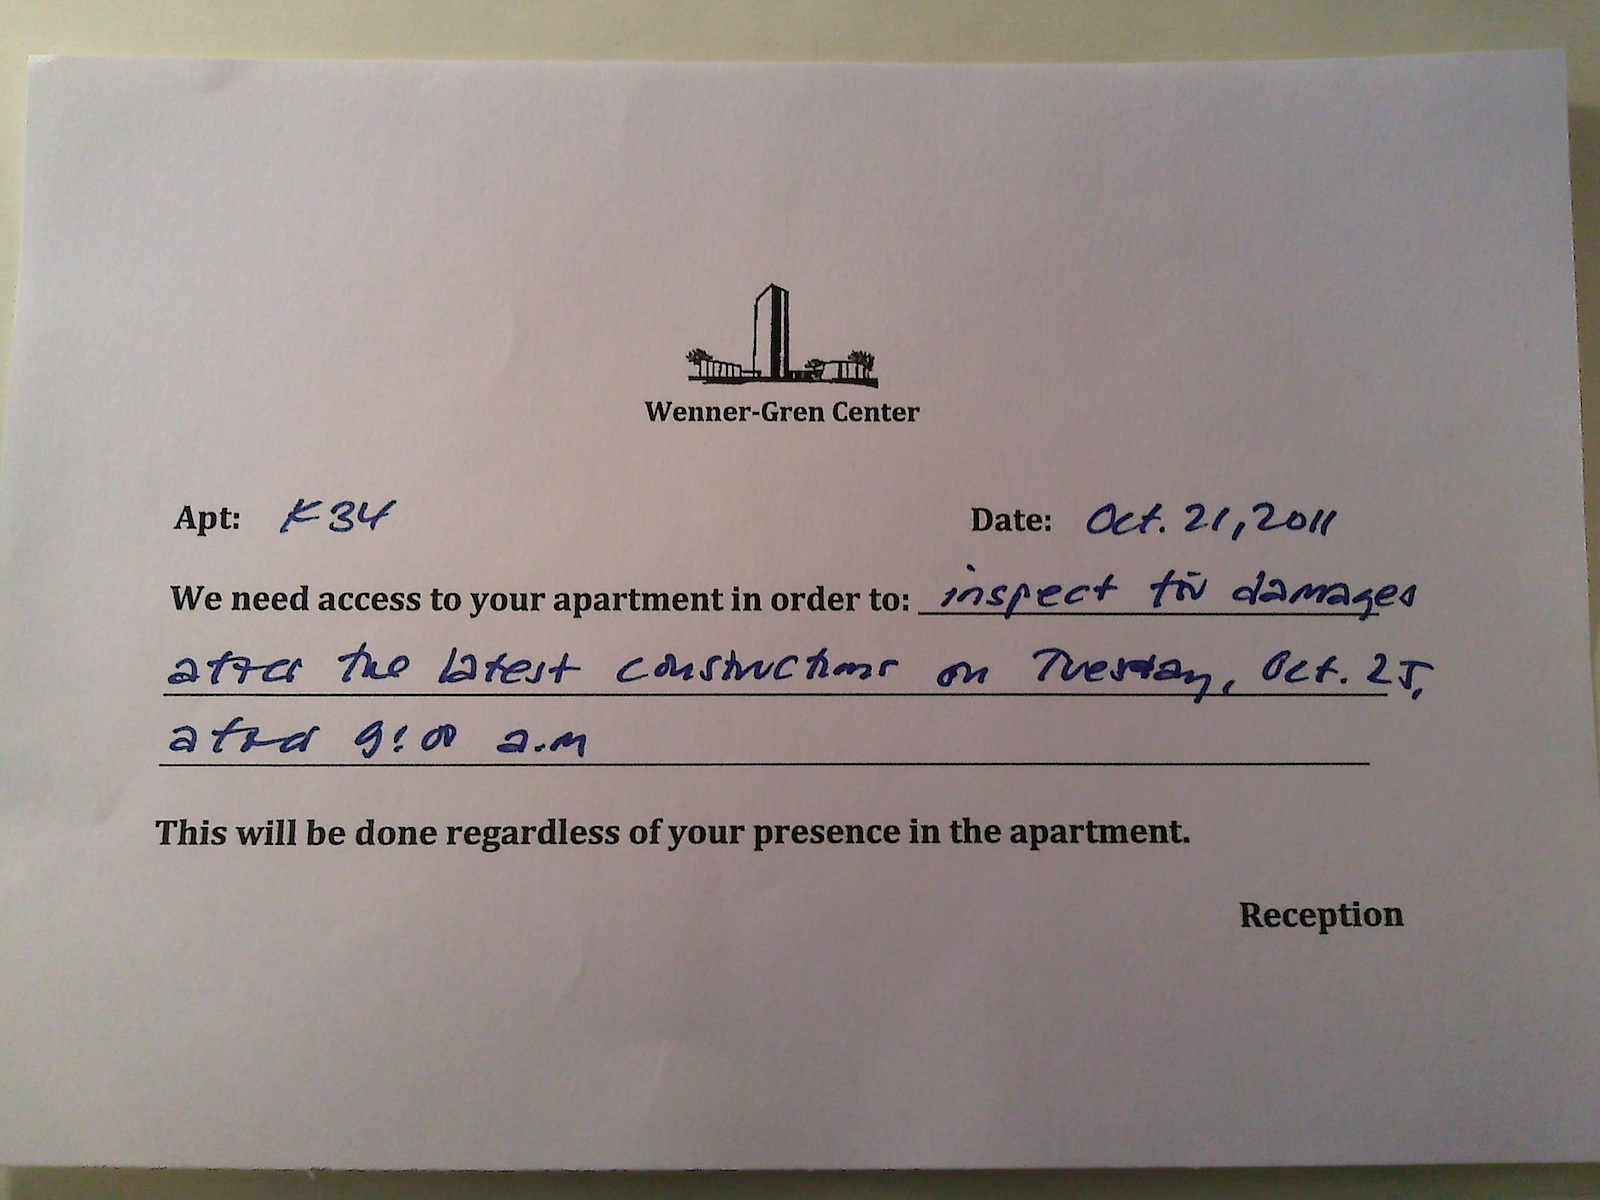 Wenner-Gren Center
Apt: K34 Date: Oct. 21, 2011
We need access to your apartment in order to: inspect for damages
after the latest constructions on Tuesday, Oct. 25,
after 9:00 a.m
This will be done regardless of your presence in the apartment.
Reception